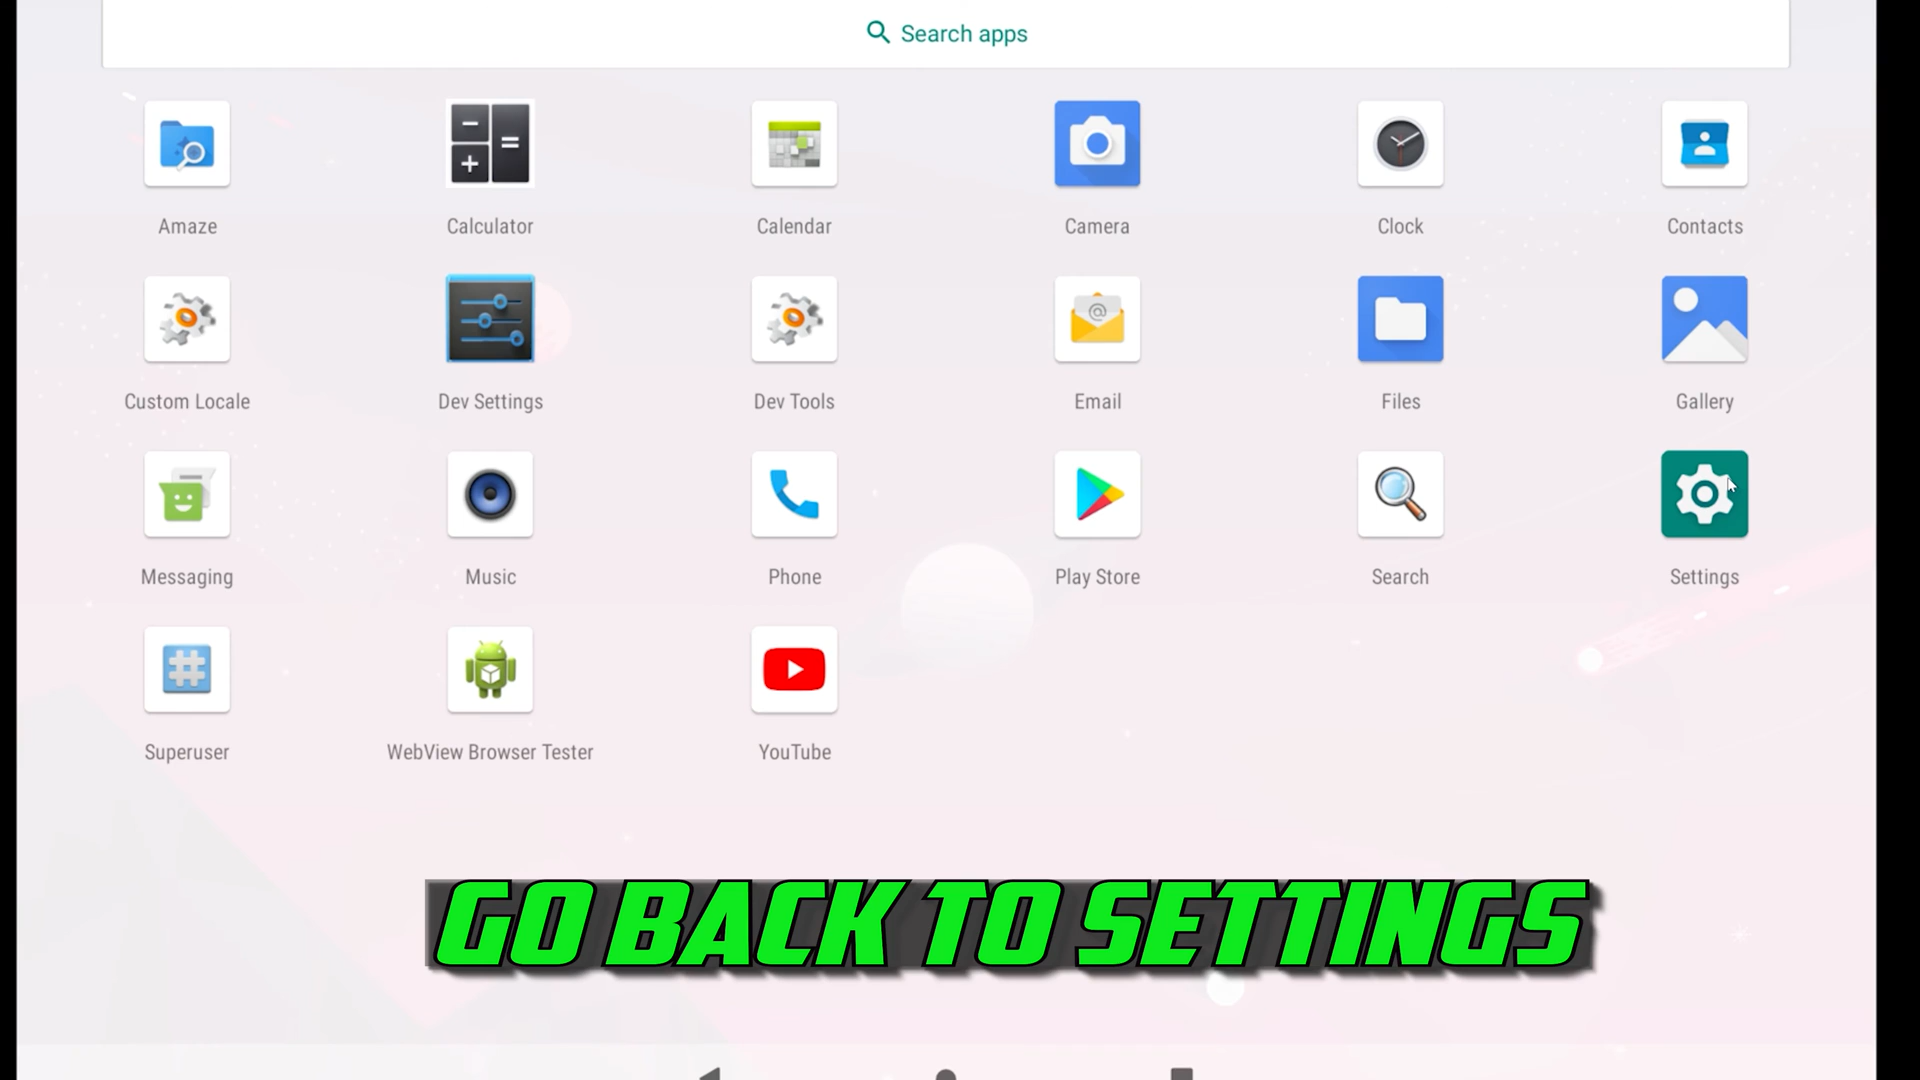 Search apps
Amaze
Calculator
Calendar
Camera
Clock
Contacts
Custom Locale
Dev Settings
Dev Tools
Email
Files
Gallery
Messaging
Music
Phone
Play Store
Search
Settings
Superuser
WebView Browser Tester
YouTube
GO BACK TO SETTINGS